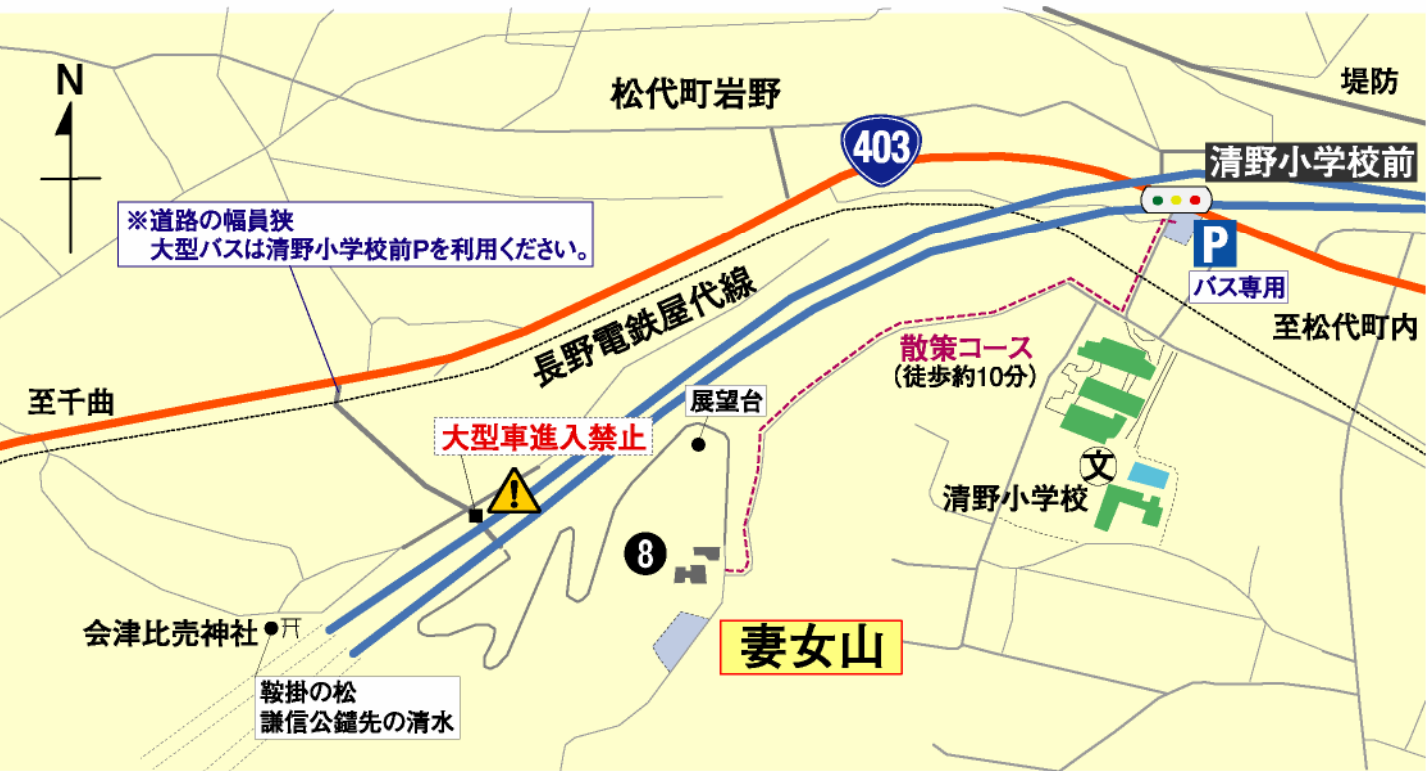 N
松代町岩野
堤防
403
清野小学校前
※道路の幅員狭
大型バスは清野小学校前Pを利用ください。
P
バス専用
長野電鉄屋代線
至松代町内
散策コース
(徒歩約10分)
至千曲
展望台
大型車進入禁止
!
文
清野小学校
8
会津比売神社
妻女山
鞍掛の松
謙信公鑓先の清水